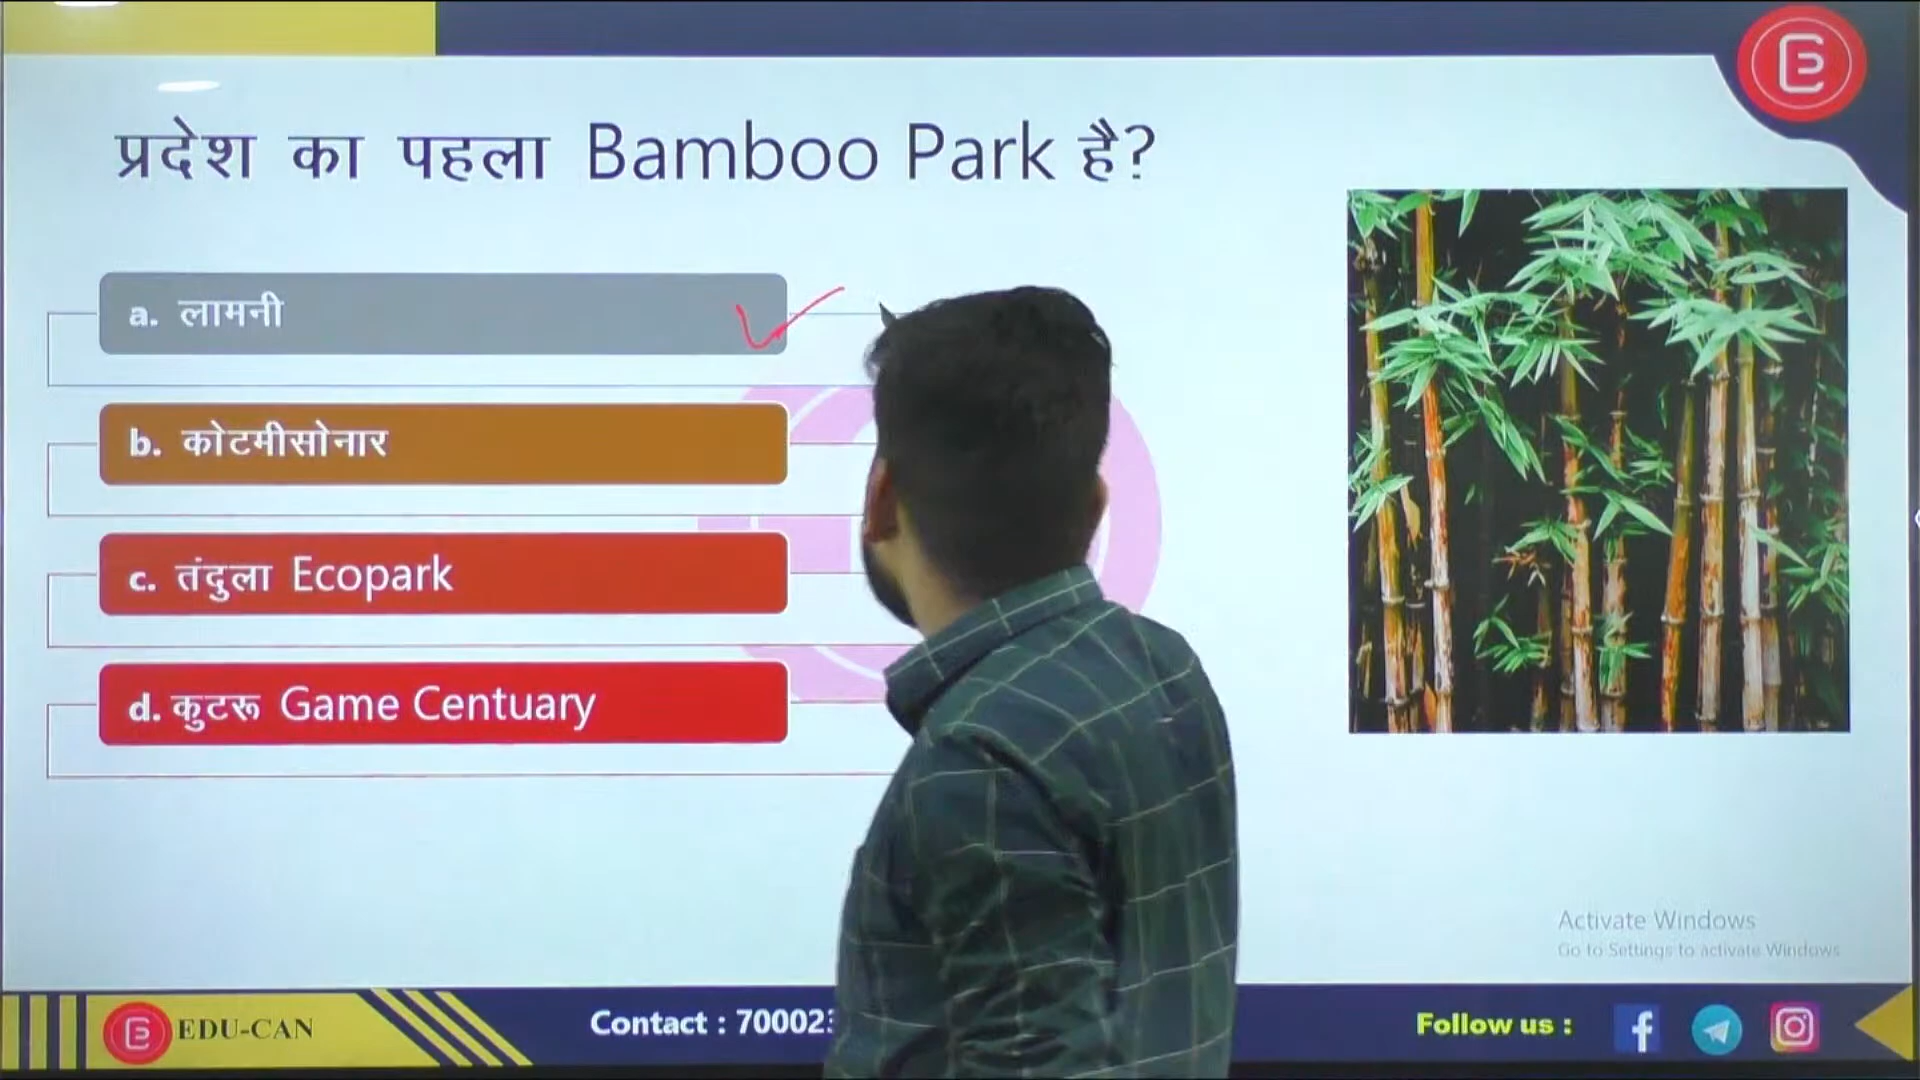 प्रदेश का पहला Bamboo Park है?
a. लामनी
b. कोटमीसोनार
c. तंदुला Ecopark
d. कुटरू Game Centuary
Activate Windows
Go to Settings to activate Windows
EDU-CAN
Contact : 70002
Follow us :